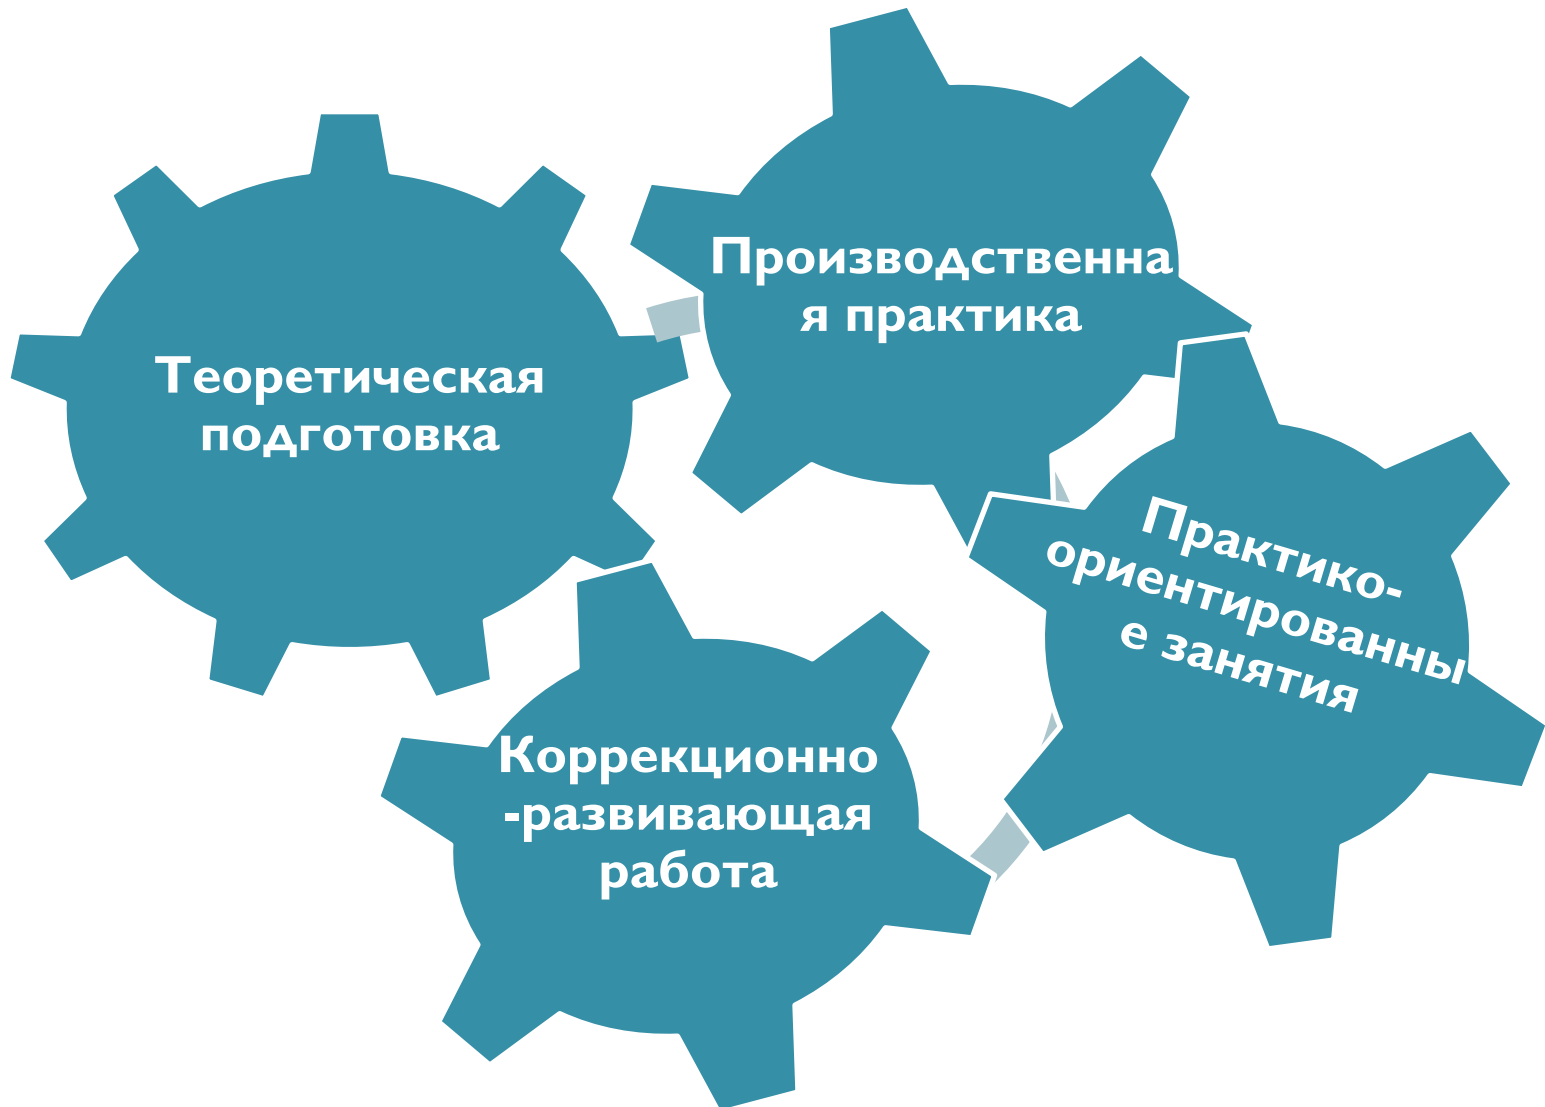 Теоретическая
подготовка
Производственна
я практика
Практико-
ориентированны
е занятия
Коррекционно
-развивающая
работа